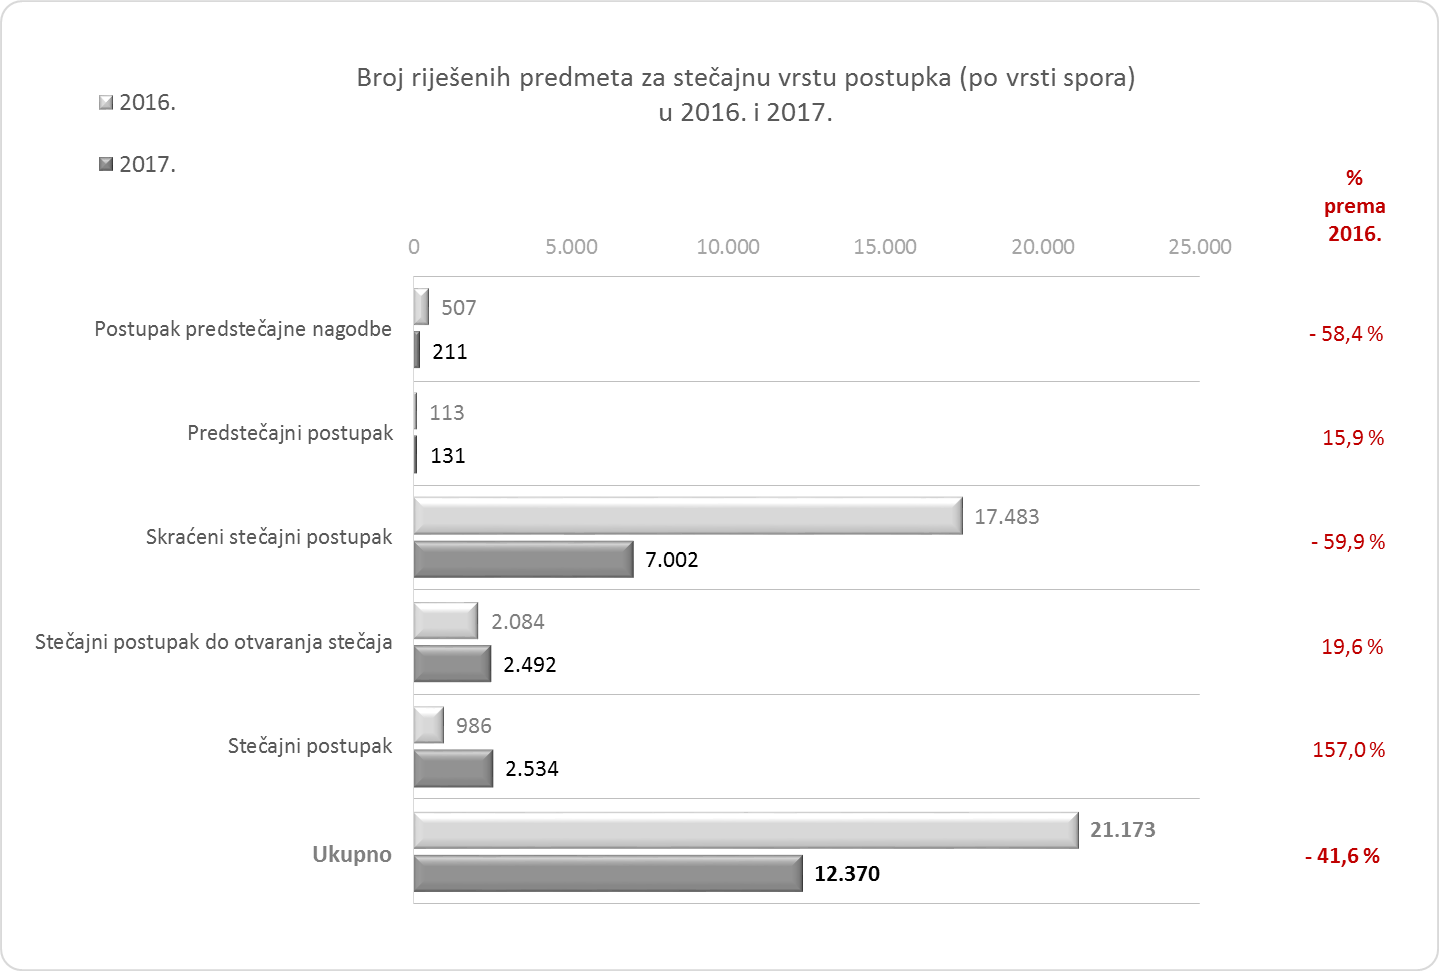 Broj riješenih predmeta za stečajnu vrstu postupka (po vrsti spora)
u 2016. i 2017.
2016.
2017.
%
prema
2016.
0 5.000 10.000 15.000 20.000 25.000
Postupak predstečajne nagodbe
507
211
- 58,4 %
Predstečajni postupak
113
131
15,9 %
Skraćeni stečajni postupak
17.483
7.002
- 59,9 %
Stečajni postupak do otvaranja stečaja
2.084
2.492
19,6 %
Stečajni postupak
986
2.534
157,0 %
Ukupno
21.173
12.370
- 41,6 %